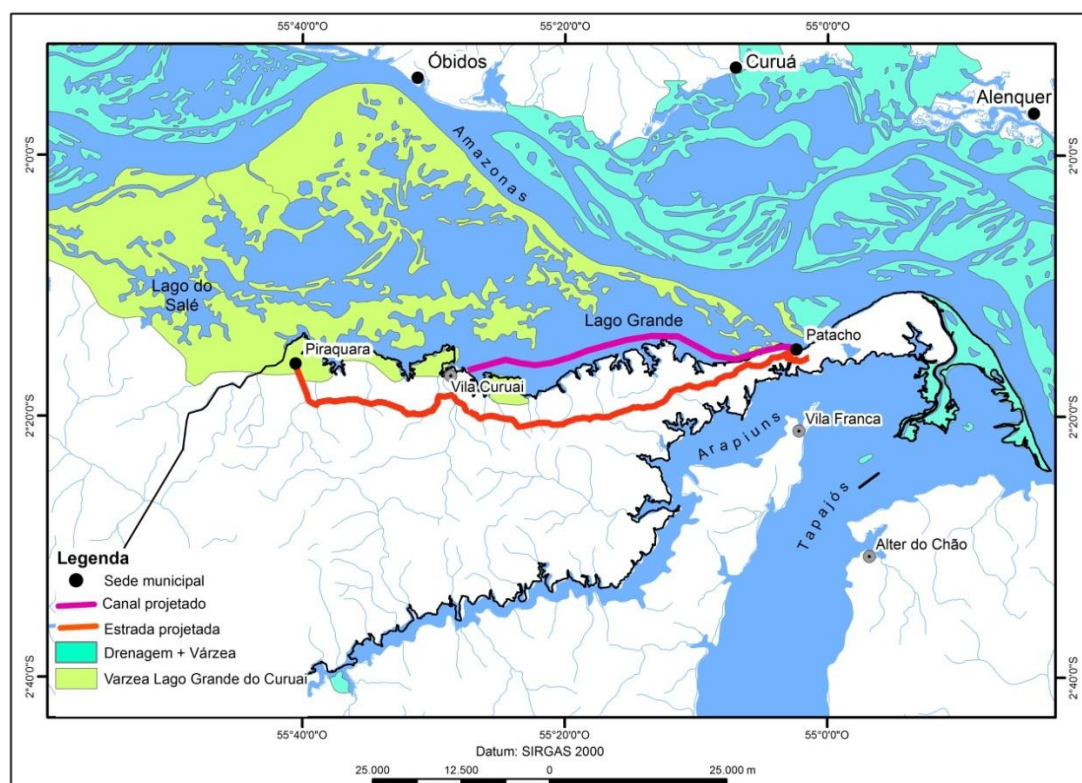 55°40'0"O
55°20'0"O
55°0'0"O
Óbidos
Curuá
Alenquer
Amazonas
2°0'0"S
2°0'0"S
Lago do
Salé
Lago Grande
Piraquara
Patacho
Vila Curuai
2°20'0"S
2°20'0"S
Vila Franca
Arapiuns
Tapajós
Alter do Chão
Legenda
Sede municipal
Canal projetado
Estrada projetada
Drenagem + Várzea
Varzea Lago Grande do Curuai
2°40'0"S
2°40'0"S
55°40'0"O
55°20'0"O
55°0'0"O
Datum: SIRGAS 2000
25.000 12.500 0 25.000 m